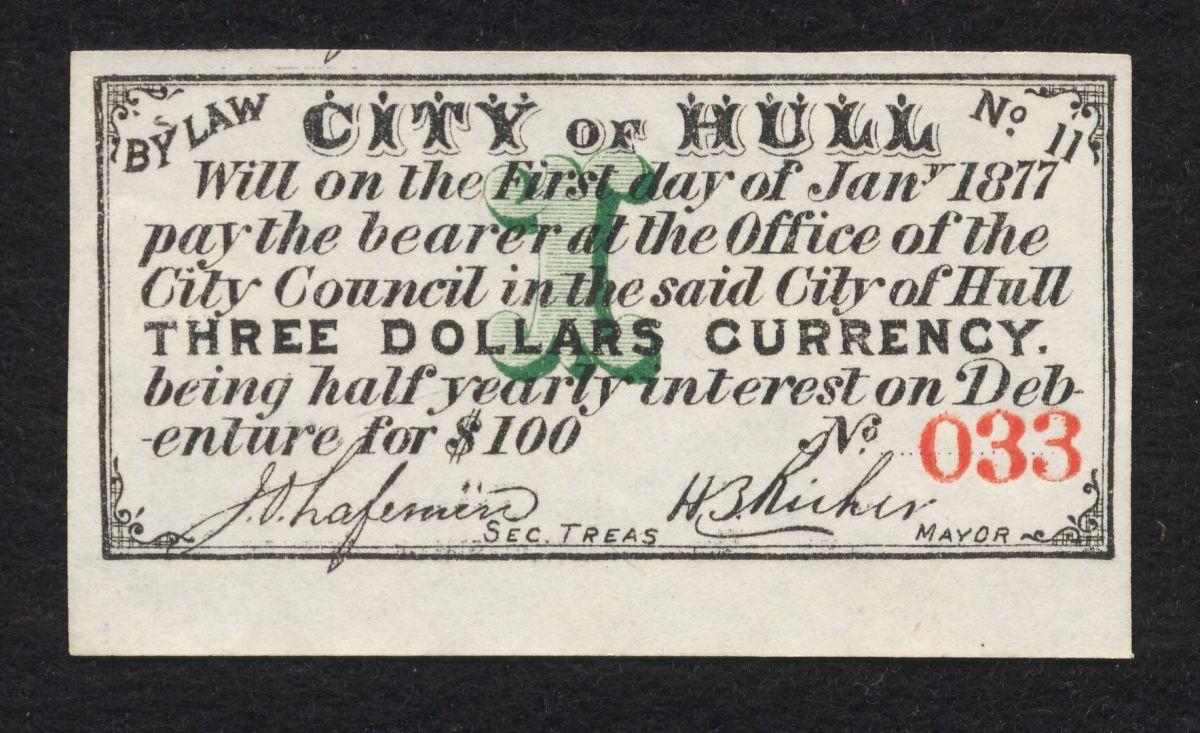 BY LAW CITY OF HULL No. 11
Will on the First day of Jany 1877
pay the bearer at the Office of the
City Council in the said City of Hull
THREE DOLLARS CURRENCY.
being half yearly interest on Deb-
-enture for $100 No. 033
1
SEC. TREAS MAYOR